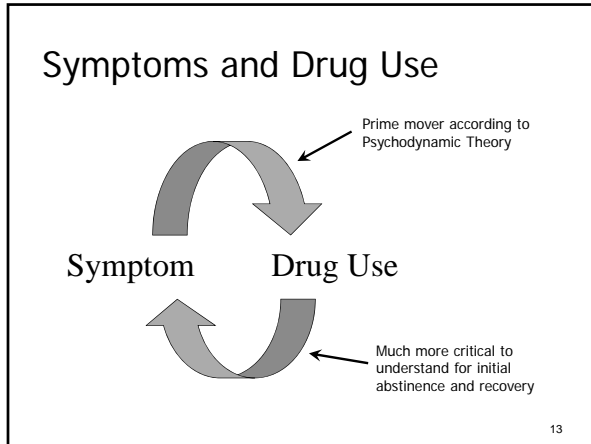 Symptoms and Drug Use
Prime mover according to
Psychodynamic Theory
Symptom
Drug Use
Much more critical to
understand for initial
abstinence and recovery
13